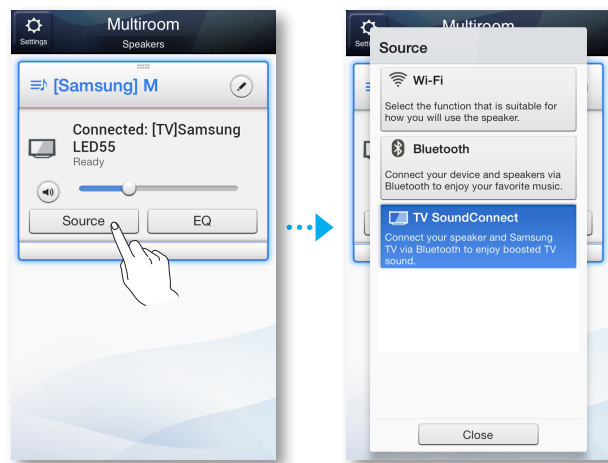 Multiroom
Settings
Speakers
[Samsung] M
Connected: [TV]Samsung
LED55
Ready
Source
EQ
Multiroom
Source
Wi-Fi
Select the function that is suitable for
how you will use the speaker.
Bluetooth
Connect your device and speakers via
Bluetooth to enjoy your favorite music.
TV SoundConnect
Connect your speaker and Samsung
TV via Bluetooth to enjoy boosted TV
sound.
Close